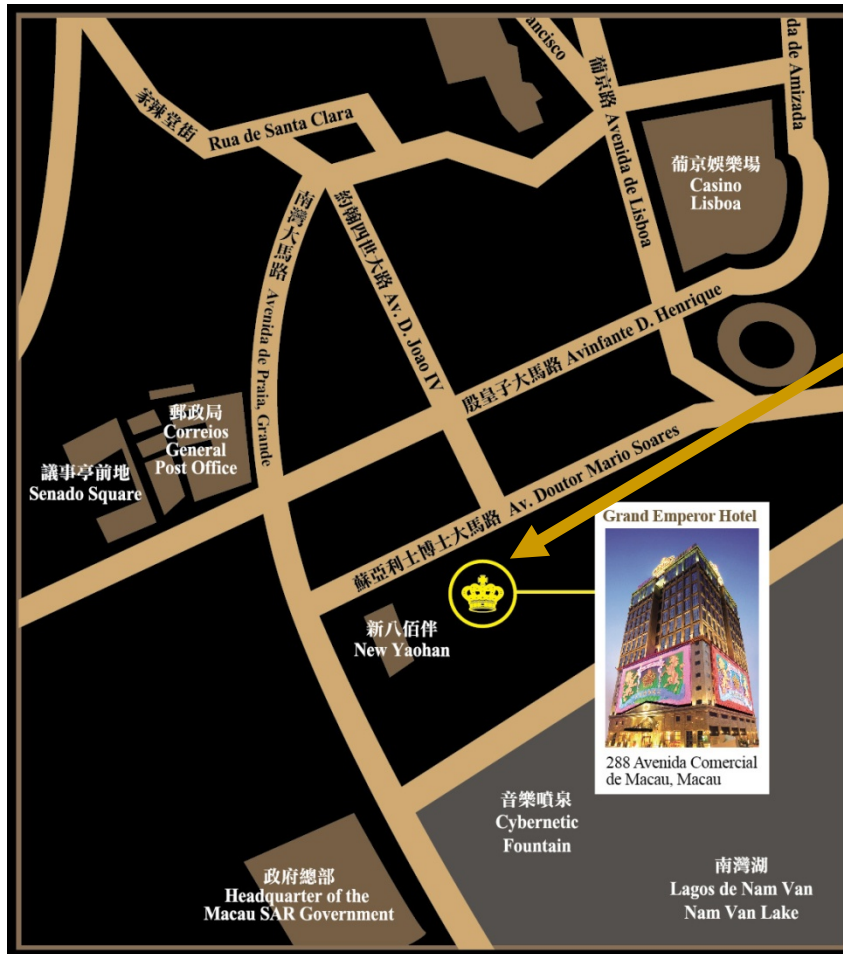 家辣堂街
Rua de Santa Clara
ancisco
葡京路 Avenida de Lisboa
da de Amizada
葡京娛樂場
Casino
Lisboa
南灣大馬路 Avenida de Praia, Grande
約翰四世大路 Av. D. Joao IV
殷皇子大馬路 Avinfante D. Henrique
郵政局
Correios
General
Post Office
議事亭前地
Senado Square
蘇亞利士博士大馬路 Av. Doutor Mario Soares
新八佰伴
New Yaohan
Grand Emperor Hotel
288 Avenida Comercial
de Macau, Macau
音樂噴泉
Cybernetic
Fountain
政府總部
Headquarter of the
Macau SAR Government
南灣湖
Lagos de Nam Van
Nam Van Lake